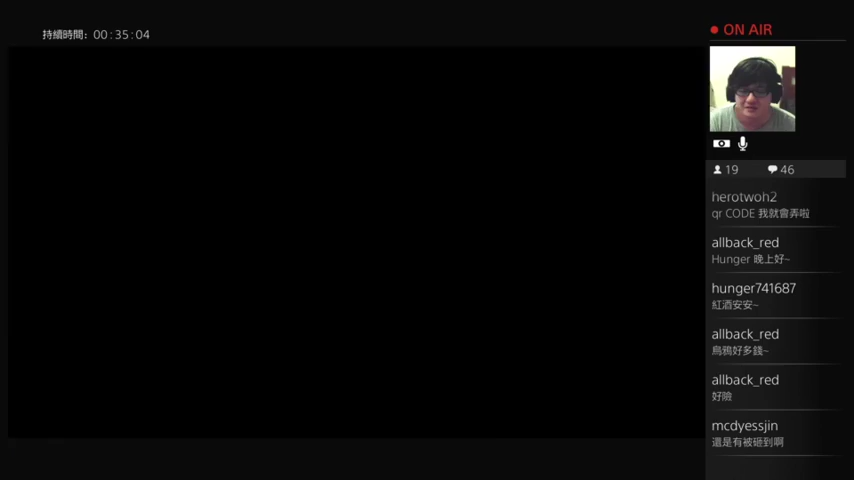 持續時間: 00:35:04
ON AIR
19
46
herotwoh2
qr CODE 我就會弄啦
allback_red
Hunger 晚上好~
hunger741687
紅酒安安~
allback_red
烏鴉好多錢~
allback_red
好險
mcdyessjin
還是有被砸到啊